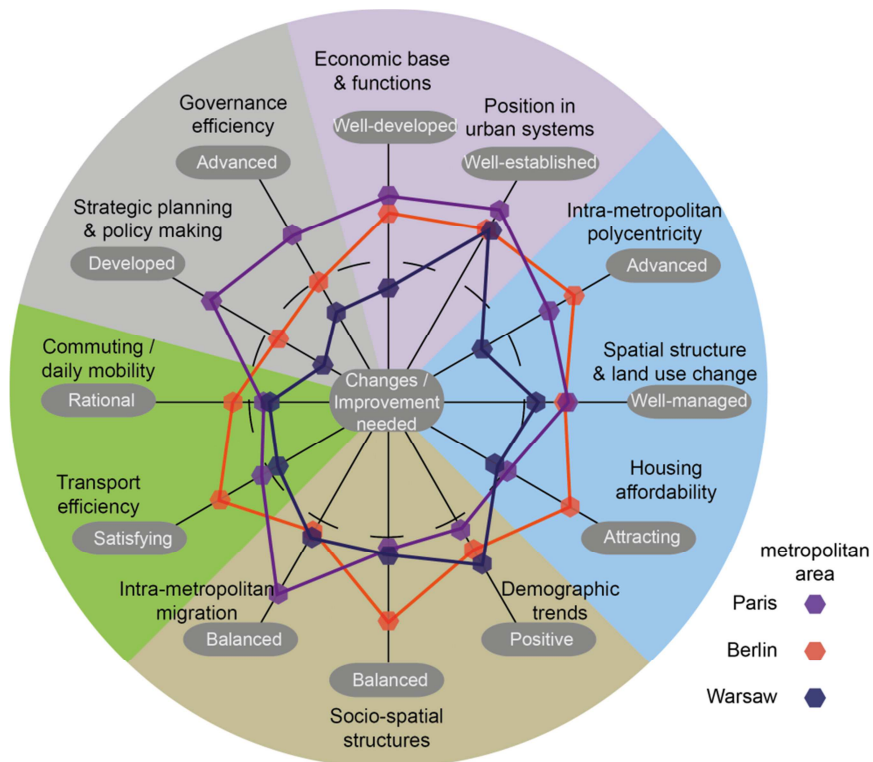 Economic base
& functions
Well-developed
Position in
urban systems
Well-established
Intra-metropolitan
polycentricity
Advanced
Spatial structure
& land use change
Well-managed
Housing
affordability
Attracting
Demographic
trends
Positive
Balanced
Socio-spatial
structures
Intra-metropolitan
migration
Balanced
Transport
efficiency
Satisfying
Commuting /
daily mobility
Rational
Strategic planning
& policy making
Developed
Governance
efficiency
Advanced
Changes /
Improvement
needed
metropolitan
area
Paris
Berlin
Warsaw